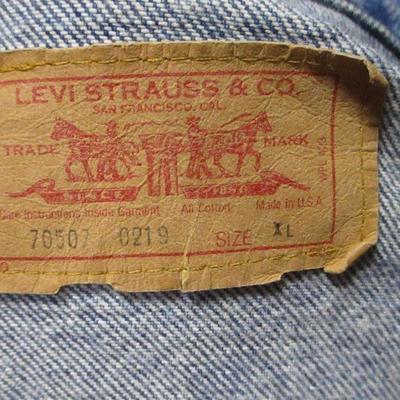 LEVI STRAUSS & CO.
SAN FRANCISCO, CAL.
TRADE MARK
Care Instructions Inside Garment All Cotton Made in U.S.A
70507 0219 SIZE XL